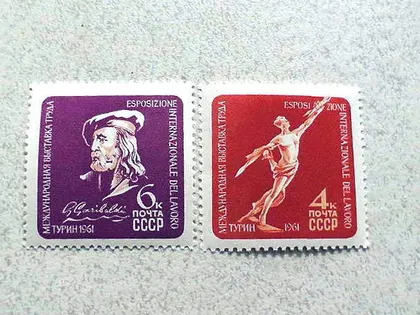 МЕЖДУНАРОДНАЯ ВЫСТАВКА ТРУДА
ESPOSIZIONE
INTERNAZIONALE DEL LAVORO
G Garibaldi
6к
ПОЧТА
СССР
ТУРИН 1961
МЕЖДУНАРОДНАЯ ВЫСТАВКА ТРУДА
ESPOSIZIONE
INTERNAZIONALE DEL LAVORO
4к
ПОЧТА
СССР
ТУРИН 1961